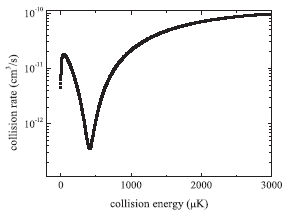 10⁻¹⁰
10⁻¹¹
10⁻¹²
collision rate (cm³/s)
0 1000 2000 3000
collision energy (μK)